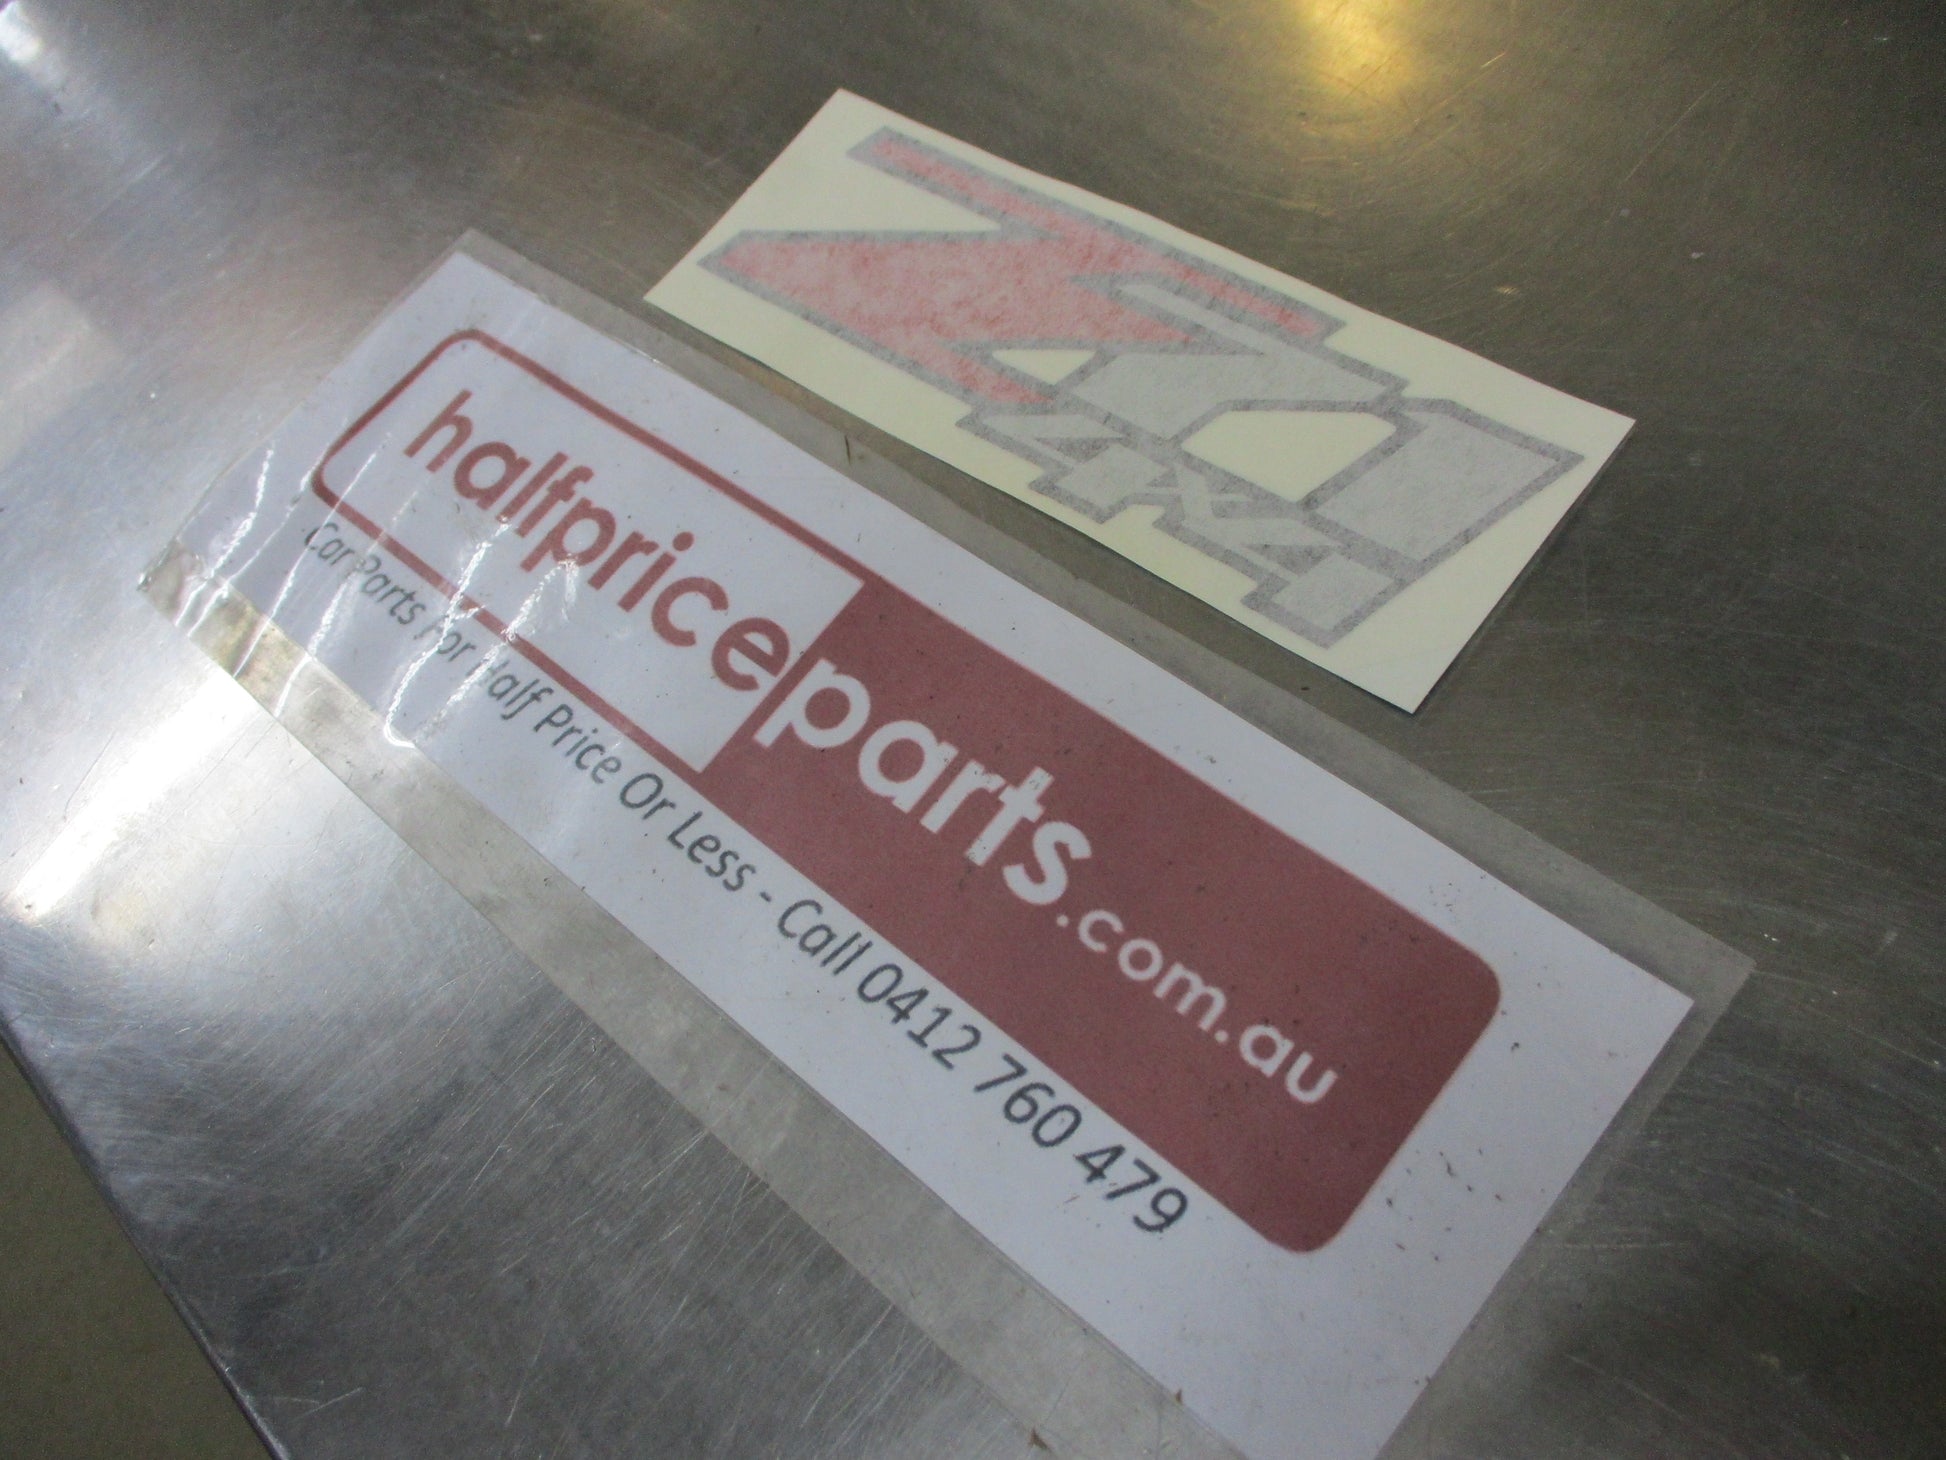 Z71
4X4
halfpriceparts.com.au
Car Parts For Half Price Or Less - Call 0412 760 479